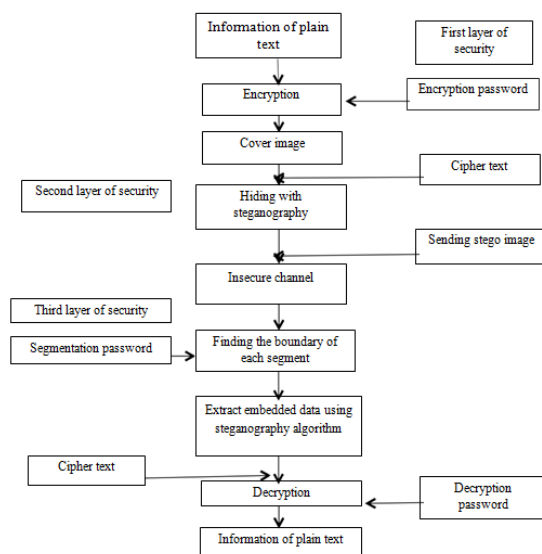 Information of plain
text
First layer of
security
Encryption
Encryption password
Cover image
Cipher text
Second layer of security
Hiding with
steganography
Sending stego image
Insecure channel
Third layer of security
Segmentation password
Finding the boundary of
each segment
Extract embedded data using
steganography algorithm
Cipher text
Decryption
Decryption
password
Information of plain text